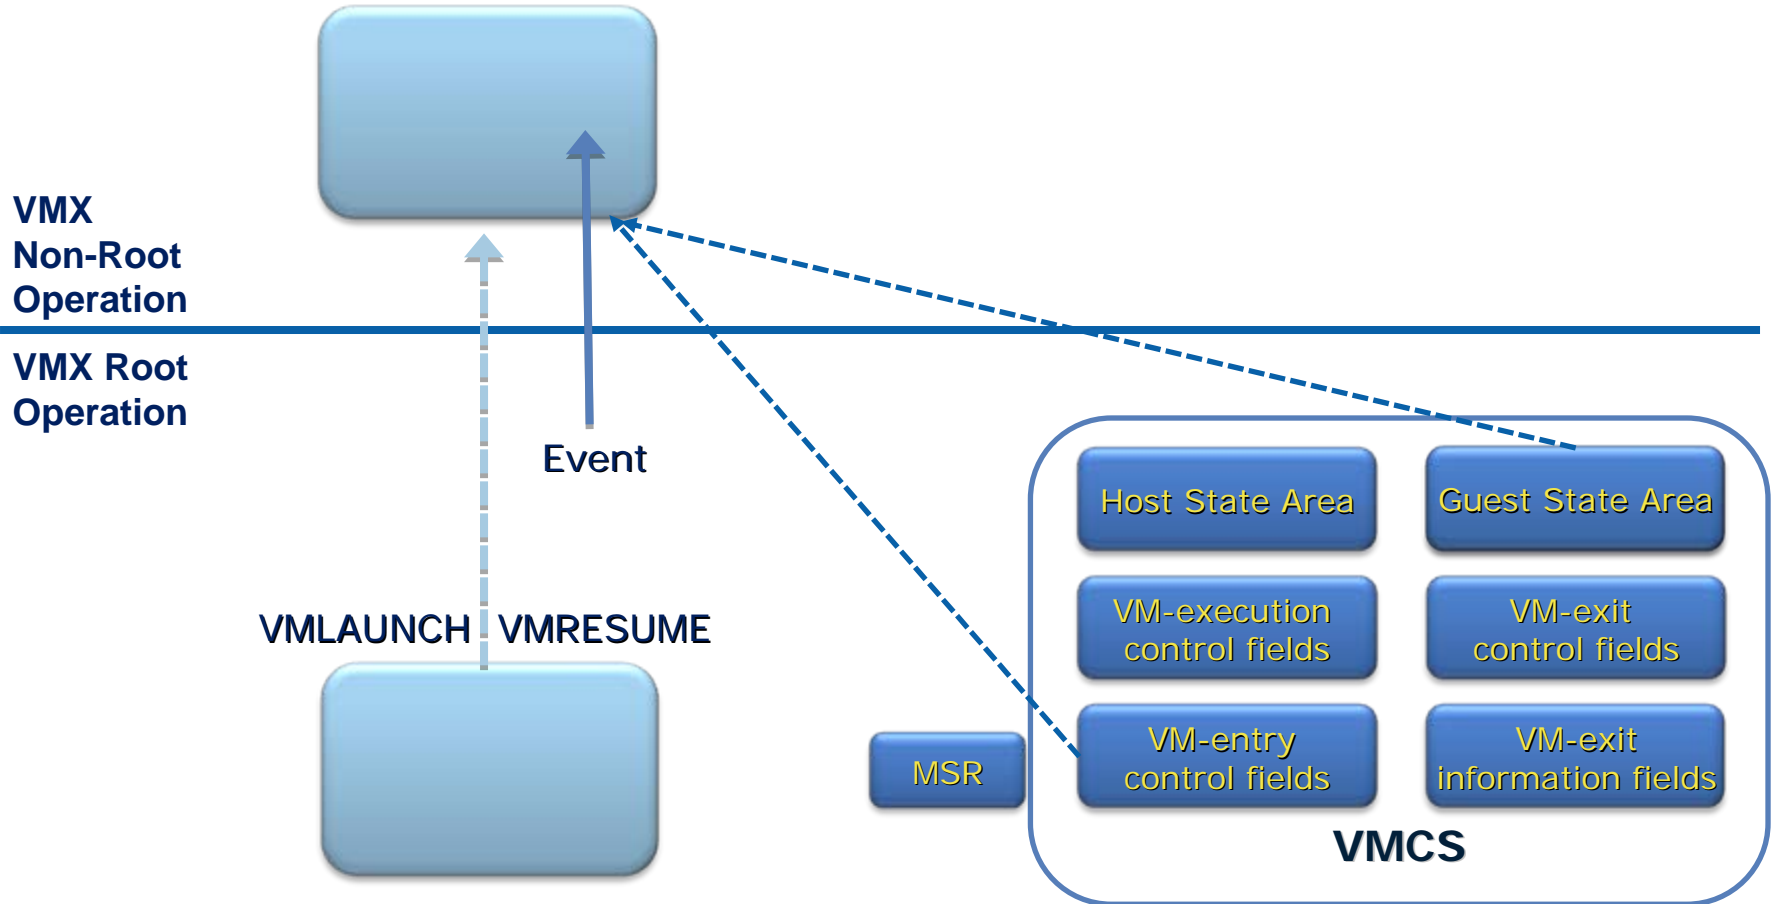 VMX
Non-Root
Operation
VMX Root
Operation
Event
VMLAUNCH VMRESUME
Host State Area
Guest State Area
VM-execution
control fields
VM-exit
control fields
MSR
VM-entry
control fields
VM-exit
information fields
VMCS